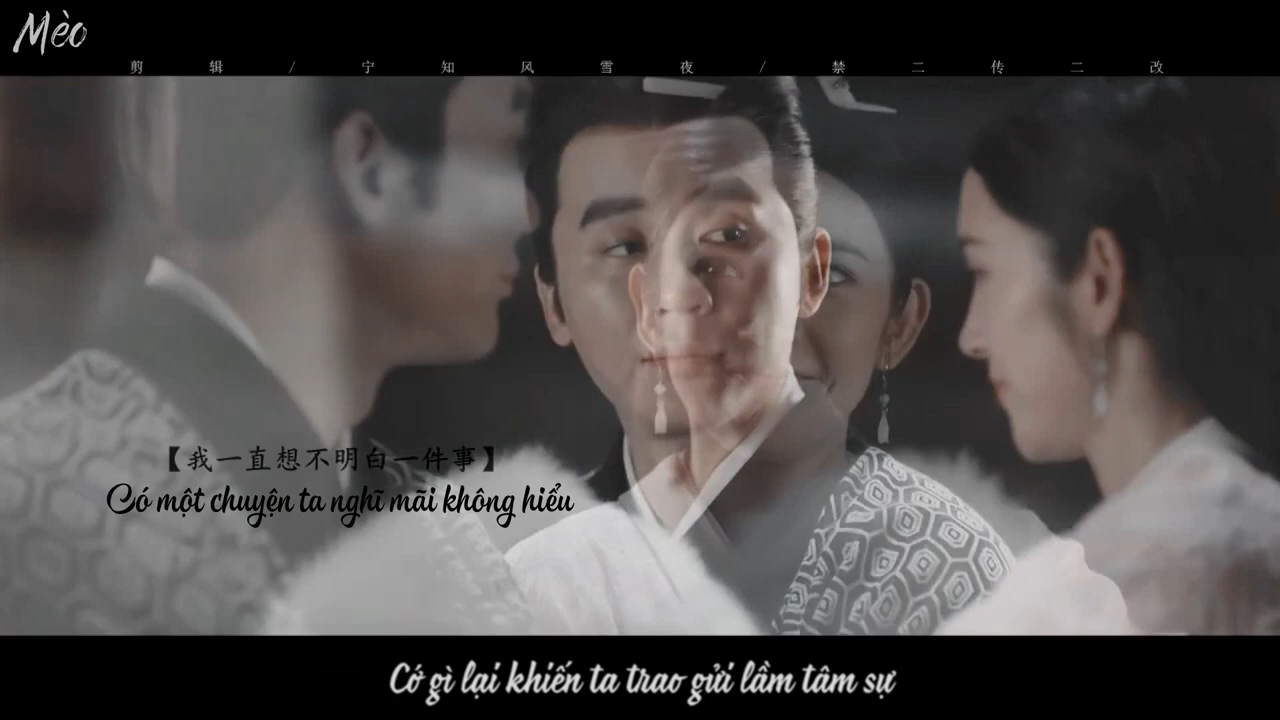 Mèo
剪辑/宁知风雪夜/禁二传二改
【我一直想不明白一件事】
Có một chuyện ta nghĩ mãi không hiểu
Cớ gì lại khiến ta trao gửi lầm tâm sự